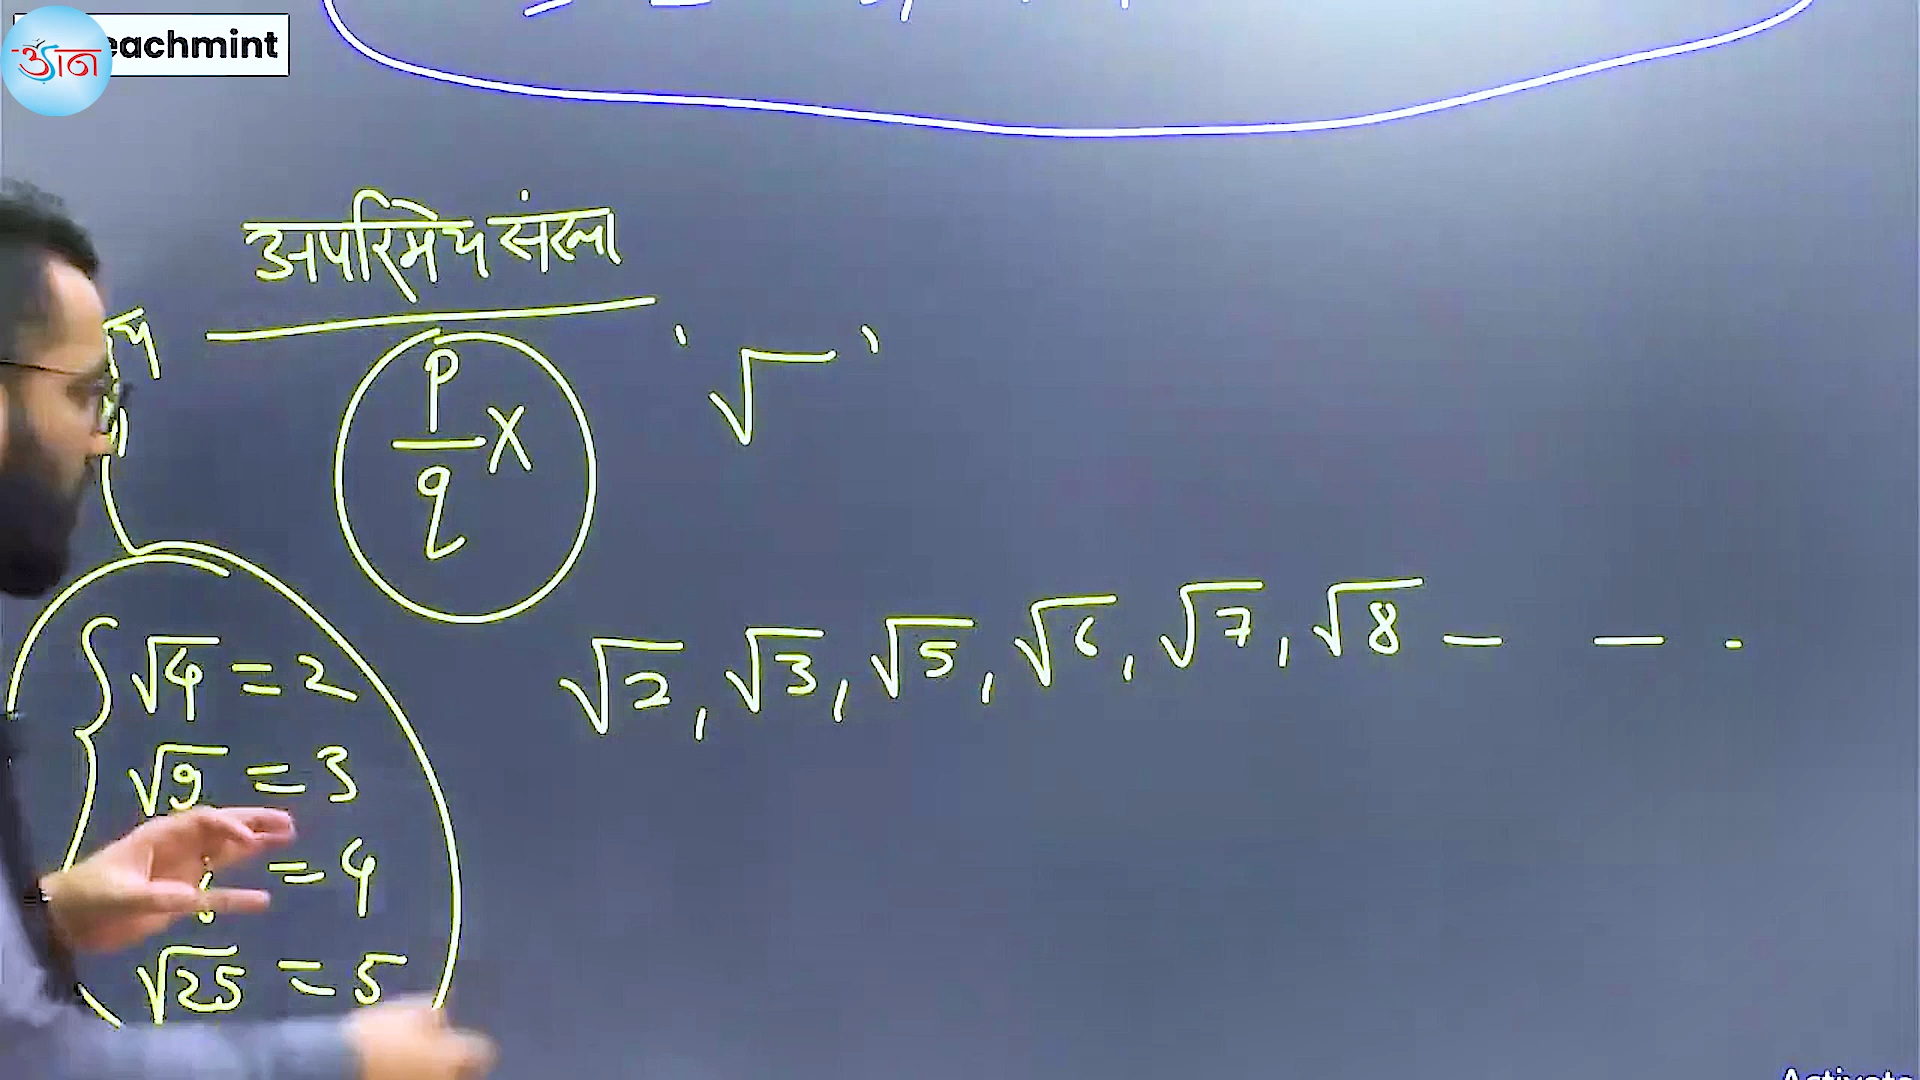 eachmint
ज्ञान
अपरिमेय संख्या
p/q X '√ '
√2, √3, √5, √6, √7, √8 – – -
√4 = 2
√9 = 3
= 4
√25 = 5